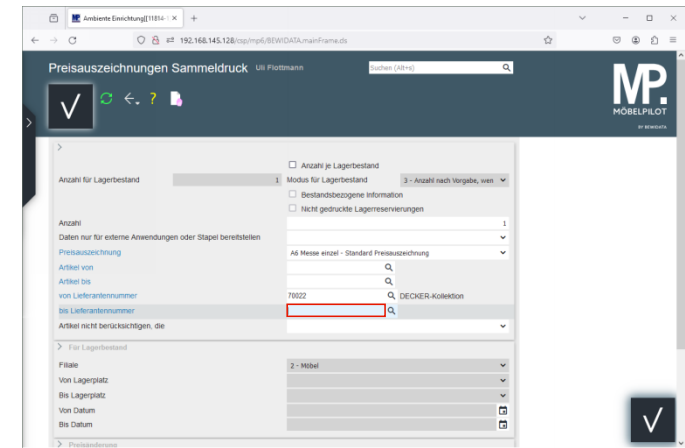 Ambiente Einrichtung[[11814-
192.168.145.128/csp/mp6/BEWIDATA.mainFrame.cls
Preisauszeichnungen Sammeldruck Uli Flottmann
Suchen (Alt+s)
MP.
MÖBELPILOT
BY BEWIDATA
Anzahl je Lagerbestand
Anzahl für Lagerbestand 1 Modus für Lagerbestand 3 - Anzahl nach Vorgabe, wen
Bestandsbezogene Information
Nicht gedruckte Lagerreservierungen
Anzahl 1
Daten nur für externe Anwendungen oder Stapel bereitstellen
Preisauszeichnung A6 Messe einzel - Standard Preisauszeichnung
Artikel von
Artikel bis
von Lieferantennummer 70022 DECKER-Kollektion
bis Lieferantennummer
Artikel nicht berücksichtigen, die
Für Lagerbestand
Filiale 2 - Möbel
Von Lagerplatz
Bis Lagerplatz
Von Datum
Bis Datum
Preisänderung